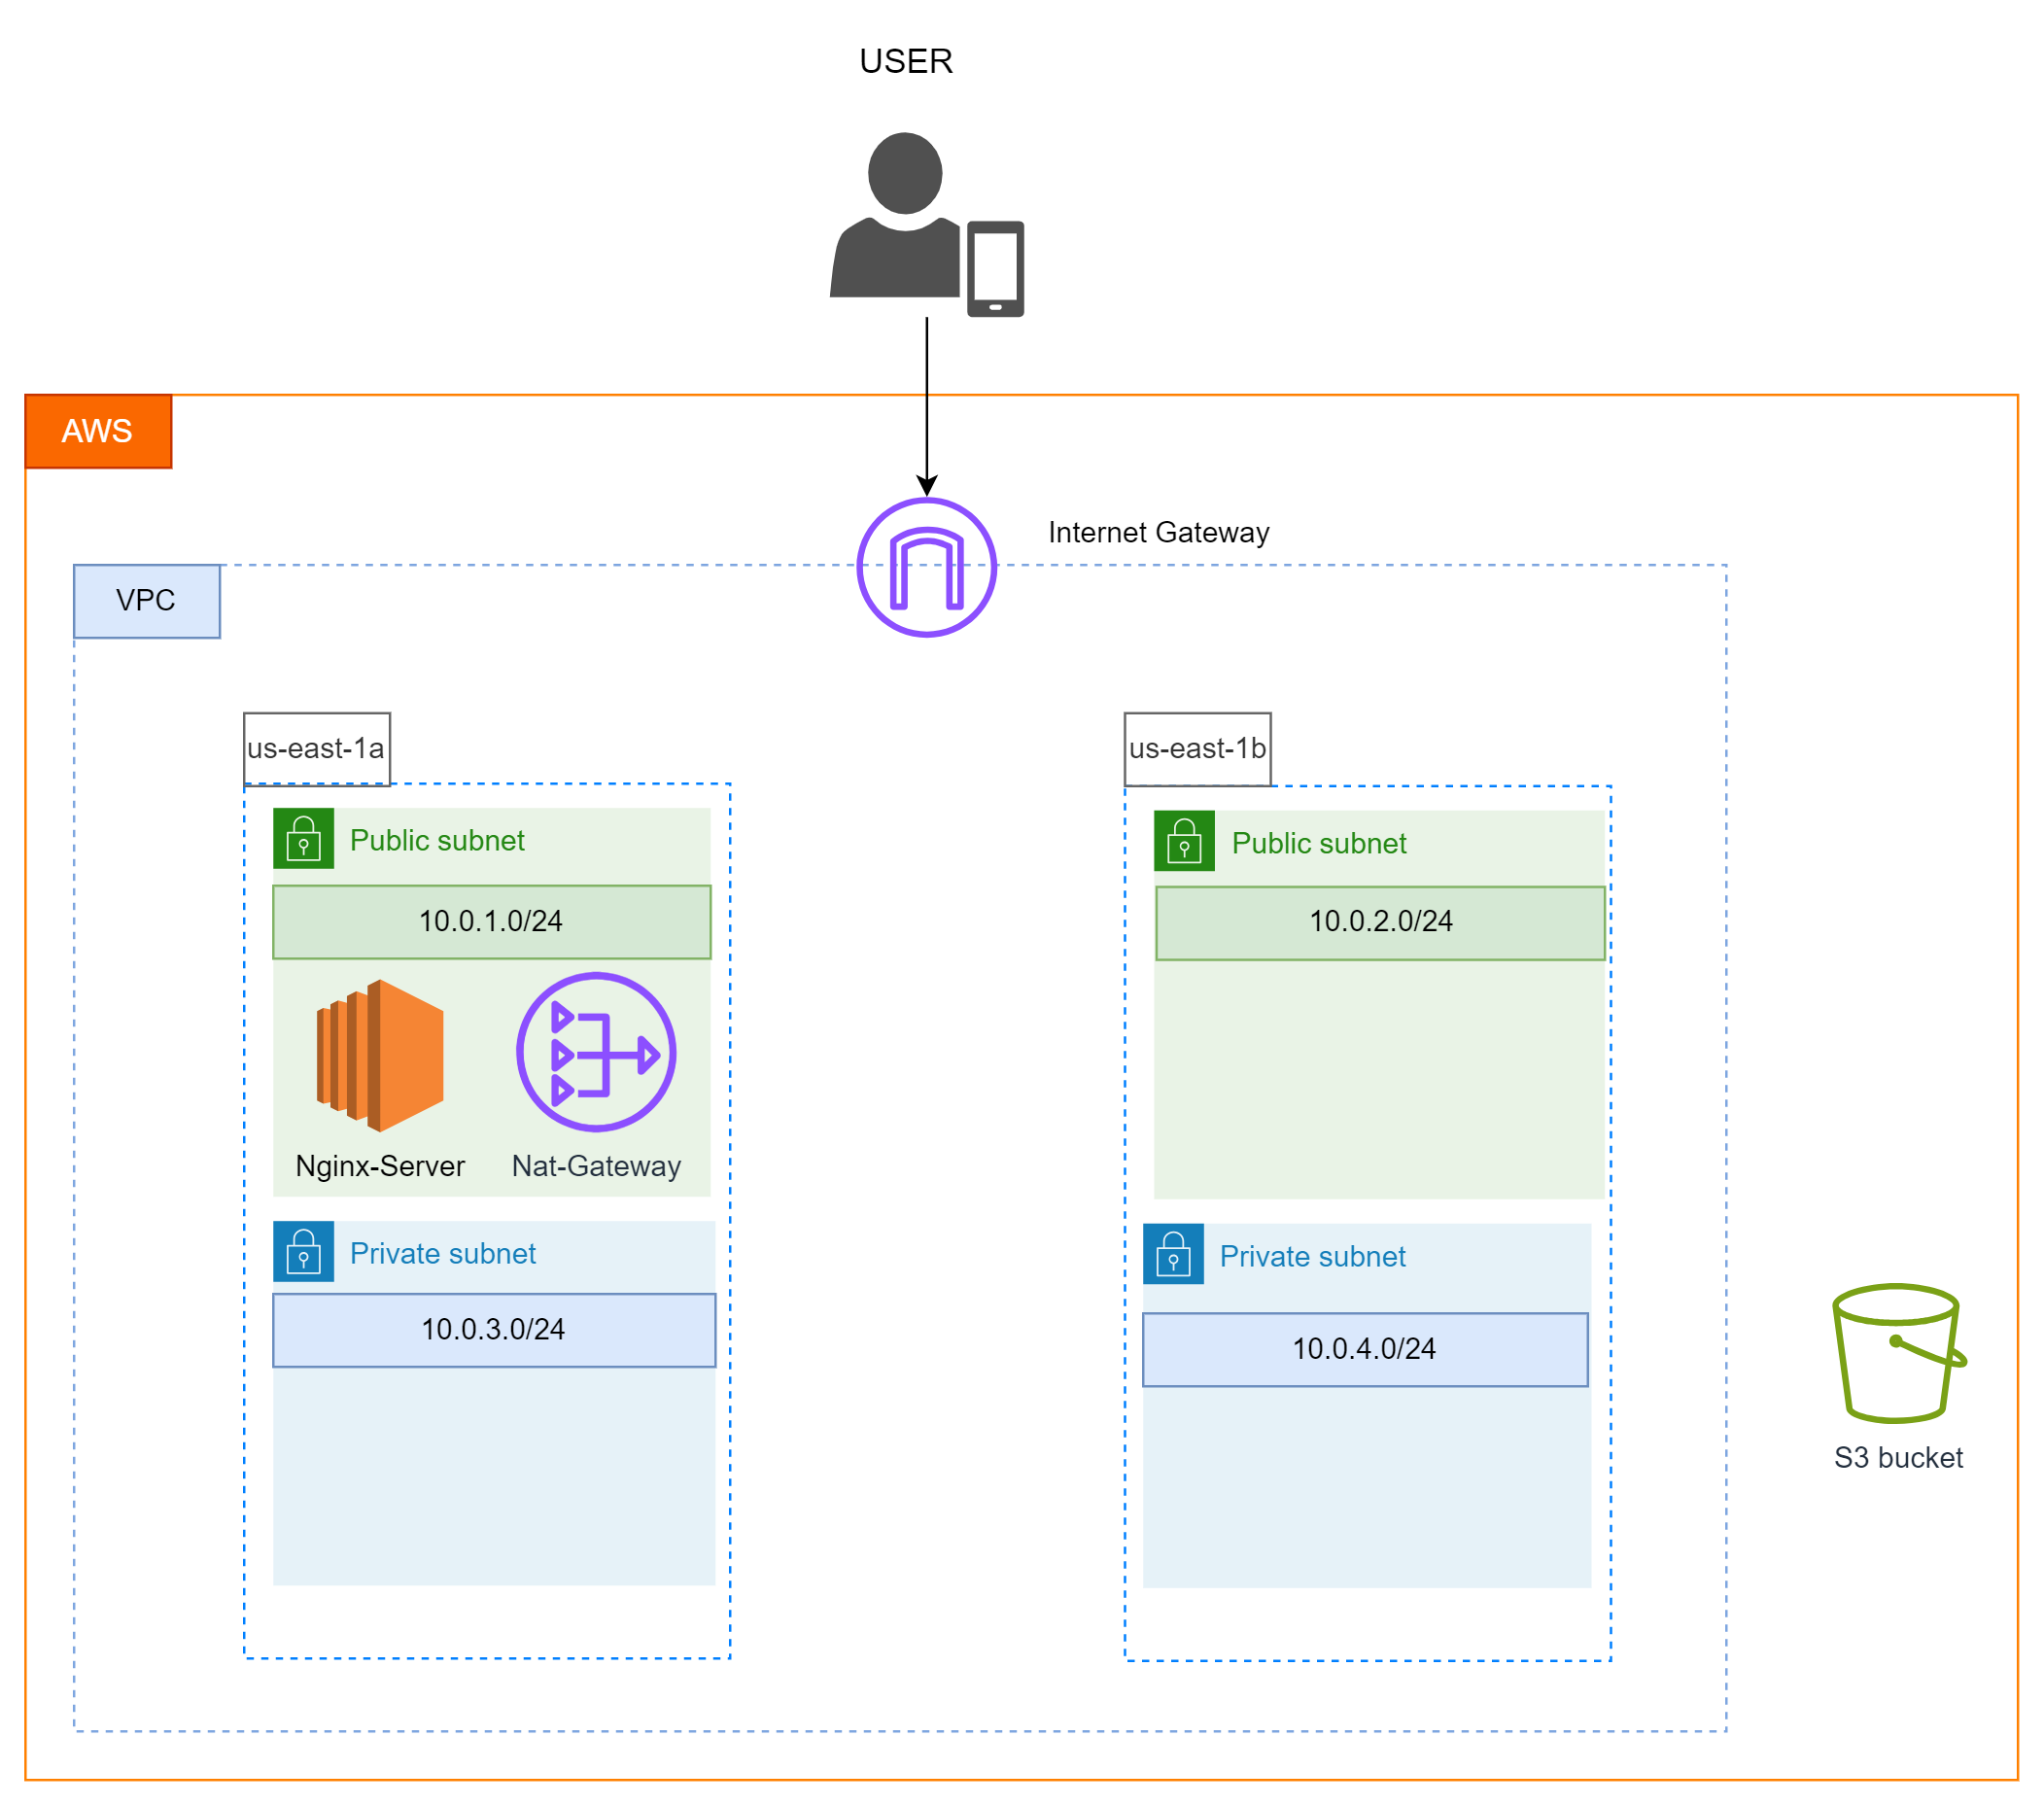 USER
AWS
Internet Gateway
VPC
us-east-1a
us-east-1b
Public subnet
Public subnet
10.0.1.0/24
10.0.2.0/24
Nginx-Server
Nat-Gateway
Private subnet
Private subnet
10.0.3.0/24
10.0.4.0/24
S3 bucket